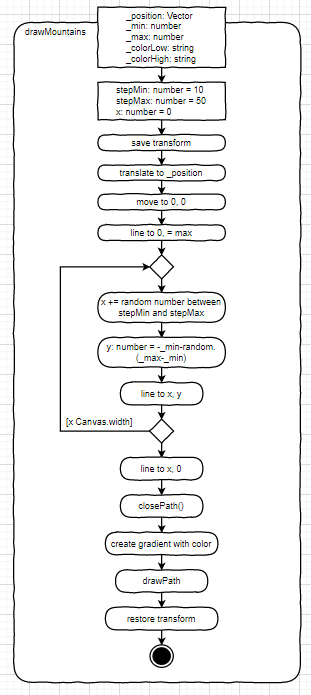 _position: Vector
_min: number
_max: number
_colorLow: string
_colorHigh: string
drawMountains
stepMin: number = 10
stepMax: number = 50
x: number = 0
save transform
translate to _position
move to 0, 0
line to 0, = max
x += random number between
stepMin and stepMax
y: number = -_min-random.
(_max-_min)
line to x, y
[x Canvas.width]
line to x, 0
closePath()
create gradient with color
drawPath
restore transform